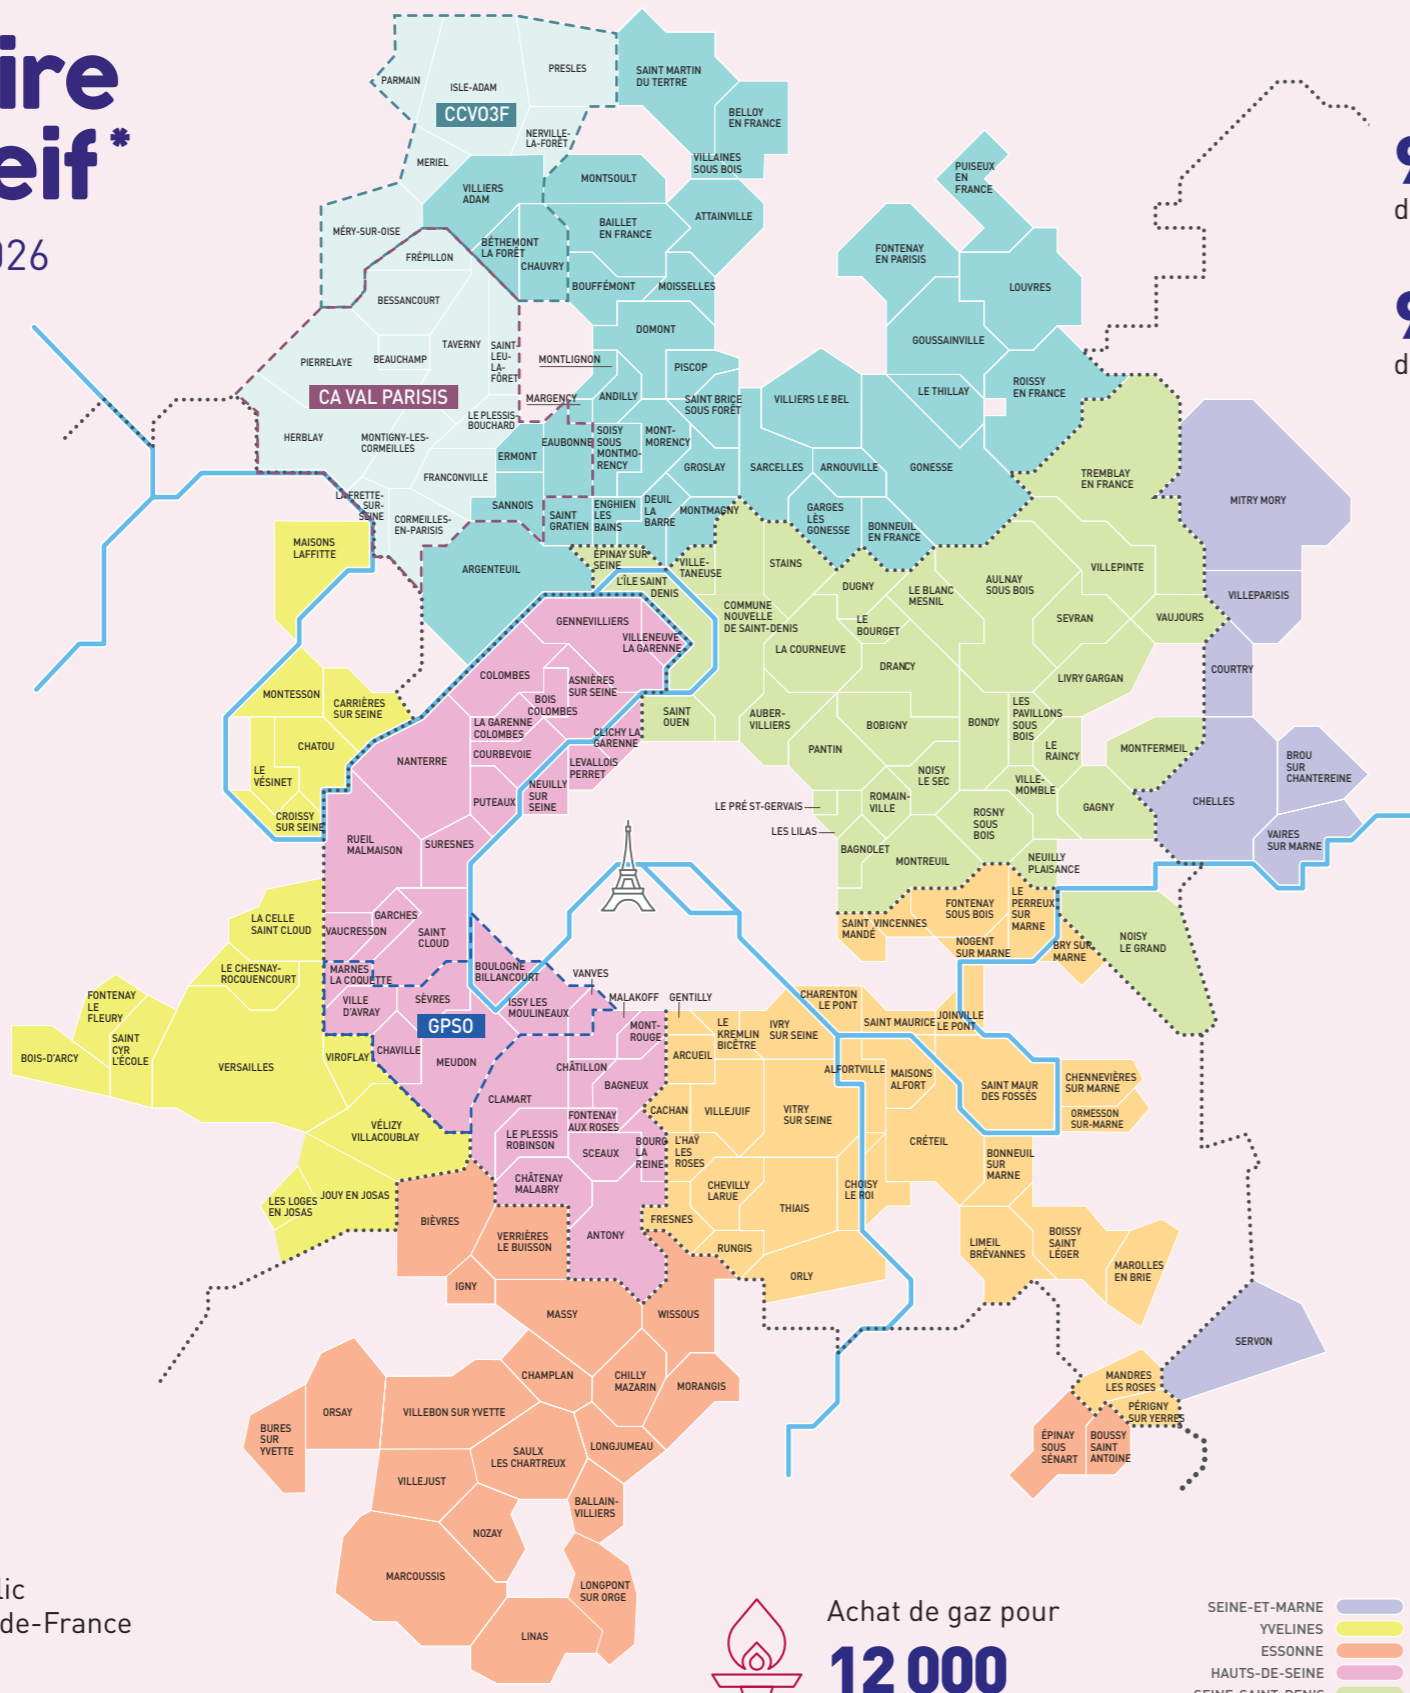 ire
eif*
026
PARMAIN
ISLE-ADAM
PRESLES
CCVO3F
NERVILLE-
LA-FORÊT
MERIEL
MÉRY-SUR-OISE
SAINT MARTIN
DU TERTRE
BELLOY
EN FRANCE
VILLAINES
SOUS BOIS
MONTSOULT
VILLIERS
ADAM
BAILLET
EN FRANCE
ATTAINVILLE
BÉTHEMONT
LA FORÊT
CHAUVRY
BOUFFÉMONT
MOISSELLES
PUISEUX
EN
FRANCE
FONTENAY
EN PARISIS
LOUVRES
GOUSSAINVILLE
FRÉPILLON
BESSANCOURT
PIERRELAYE
BEAUCHAMP
TAVERNY
SAINT-
LEU-
LA-
FÔRET
CA VAL PARISIS
LE PLESSIS-
BOUCHARD
HERBLAY
MONTIGNY-LES-
CORMEILLES
FRANCONVILLE
LA FRETTE-
SUR-
SEINE
CORMEILLES-
EN-PARISIS
MONTLIGNON
MARGENCY
DOMONT
PISCOP
ANDILLY
SAINT BRICE
SOUS FORÊT
VILLIERS LE BEL
LE THILLAY
ROISSY
EN FRANCE
ERMONT
EAUBONNE
SOISY
SOUS
MONTMO-
RENCY
MONT-
MORENCY
GROSLAY
SARCELLES
ARNOUVILLE
GONESSE
SANNOIS
SAINT
GRATIEN
ENGHIEN
LES
BAINS
DEUIL
LA
BARRE
MONTMAGNY
GARGES
LÈS
GONESSE
BONNEUIL
EN FRANCE
ARGENTEUIL
TREMBLAY
EN FRANCE
MITRY MORY
VILLEPARISIS
COURTRY
CHELLES
BROU
SUR
CHANTEREINE
VAIRES
SUR MARNE
ÉPINAY SUR
SEINE
VILLE-
TANEUSE
STAINS
L'ÎLE SAINT
DENIS
COMMUNE
NOUVELLE
DE SAINT-DENIS
DUGNY
LE BLANC
MESNIL
AULNAY
SOUS BOIS
VILLEPINTE
LE
BOURGET
SEVRAN
VAUJOURS
LA COURNEUVE
DRANCY
LIVRY GARGAN
SAINT
OUEN
AUBER-
VILLIERS
BOBIGNY
BONDY
LES
PAVILLONS
SOUS
BOIS
LE
RAINCY
MONTFERMEIL
PANTIN
NOISY
LE SEC
VILLE-
MOMBLE
GAGNY
LE PRÉ ST-GERVAIS
ROMAIN-
VILLE
ROSNY
SOUS
BOIS
LES LILAS
BAGNOLET
MONTREUIL
NEUILLY
PLAISANCE
NOISY
LE GRAND
MAISONS
LAFFITTE
MONTESSON
CARRIÈRES
SUR SEINE
CHATOU
LE
VÉSINET
CROISSY
SUR SEINE
GENNEVILLIERS
VILLENEUVE
LA GARENNE
COLOMBES
ASNIÈRES
SUR SEINE
BOIS
COLOMBES
LA GARENNE
COLOMBES
CLICHY LA
GARENNE
COURBEVOIE
NANTERRE
LEVALLOIS
PERRET
NEUILLY
SUR
SEINE
PUTEAUX
RUEIL
MALMAISON
SURESNES
GARCHES
VAUCRESSON
SAINT
CLOUD
MARNES
LA COQUETTE
BOULOGNE
BILLANCOURT
VILLE
D'AVRAY
SÈVRES
ISSY LES
MOULINEAUX
VANVES
MALAKOFF
GPSO
CHAVILLE
MEUDON
MONT-
ROUGE
CHÂTILLON
BAGNEUX
CLAMART
FONTENAY
AUX ROSES
LE PLESSIS
ROBINSON
SCEAUX
BOURG
LA
REINE
CHÂTENAY
MALABRY
ANTONY
LA CELLE
SAINT CLOUD
LE CHESNAY-
ROCQUENCOURT
FONTENAY
LE
FLEURY
SAINT
CYR
L'ÉCOLE
BOIS-D'ARCY
VERSAILLES
VIROFLAY
VÉLIZY
VILLACOUBLAY
JOUY EN JOSAS
LES LOGES
EN JOSAS
SAINT
MANDÉ
VINCENNES
FONTENAY
SOUS BOIS
LE
PERREUX
SUR
MARNE
NOGENT
SUR MARNE
BRY SUR
MARNE
GENTILLY
CHARENTON
LE PONT
SAINT MAURICE
JOINVILLE
LE PONT
LE
KREMLIN
BICÊTRE
IVRY
SUR SEINE
ARCUEIL
ALFORTVILLE
MAISONS
ALFORT
SAINT MAUR
DES FOSSÉS
CHENNEVIÈRES
SUR MARNE
ORMESSON
SUR-MARNE
CACHAN
VILLEJUIF
VITRY
SUR SEINE
CRÉTEIL
L'HAŸ
LES
ROSES
BONNEUIL
SUR
MARNE
CHEVILLY
LARUE
CHOISY
LE ROI
THIAIS
FRESNES
RUNGIS
ORLY
LIMEIL
BRÉVANNES
BOISSY
SAINT
LÉGER
MAROLLES
EN BRIE
MANDRES
LES ROSES
PÉRIGNY
SUR YERRES
SERVON
BIÈVRES
VERRIÈRES
LE BUISSON
IGNY
MASSY
WISSOUS
CHAMPLAN
CHILLY
MAZARIN
MORANGIS
ORSAY
VILLEBON SUR YVETTE
BURES
SUR
YVETTE
SAULX
LES CHARTREUX
LONGJUMEAU
VILLEJUST
BALLAIN-
VILLIERS
NOZAY
MARCOUSSIS
LONGPONT
SUR ORGE
LINAS
ÉPINAY
SOUS
SÉNART
BOUSSY
SAINT
ANTOINE
d
d
lic
de-France
Achat de gaz pour
12 000
SEINE-ET-MARNE
YVELINES
ESSONNE
HAUTS-DE-SEINE
SEINE-SAINT-DENIS